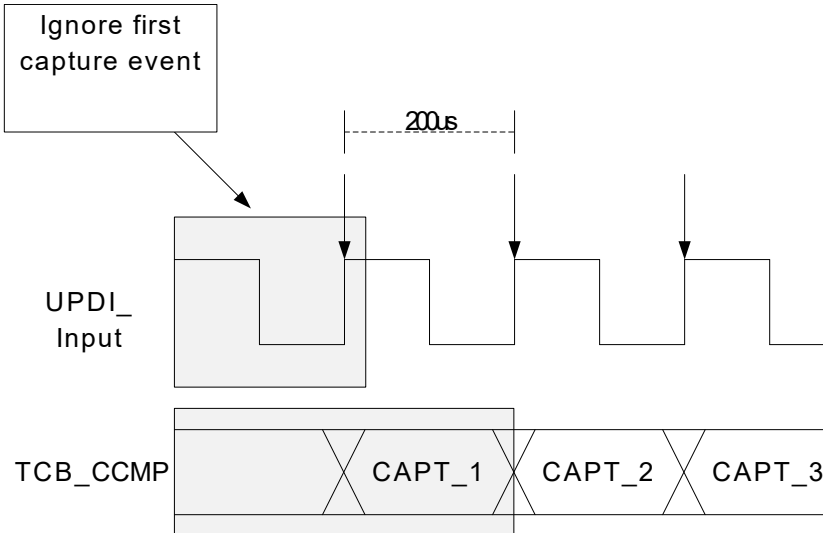 Ignore first
capture event
200us
UPDI_
Input
TCB_CCMP
CAPT_1
CAPT_2
CAPT_3